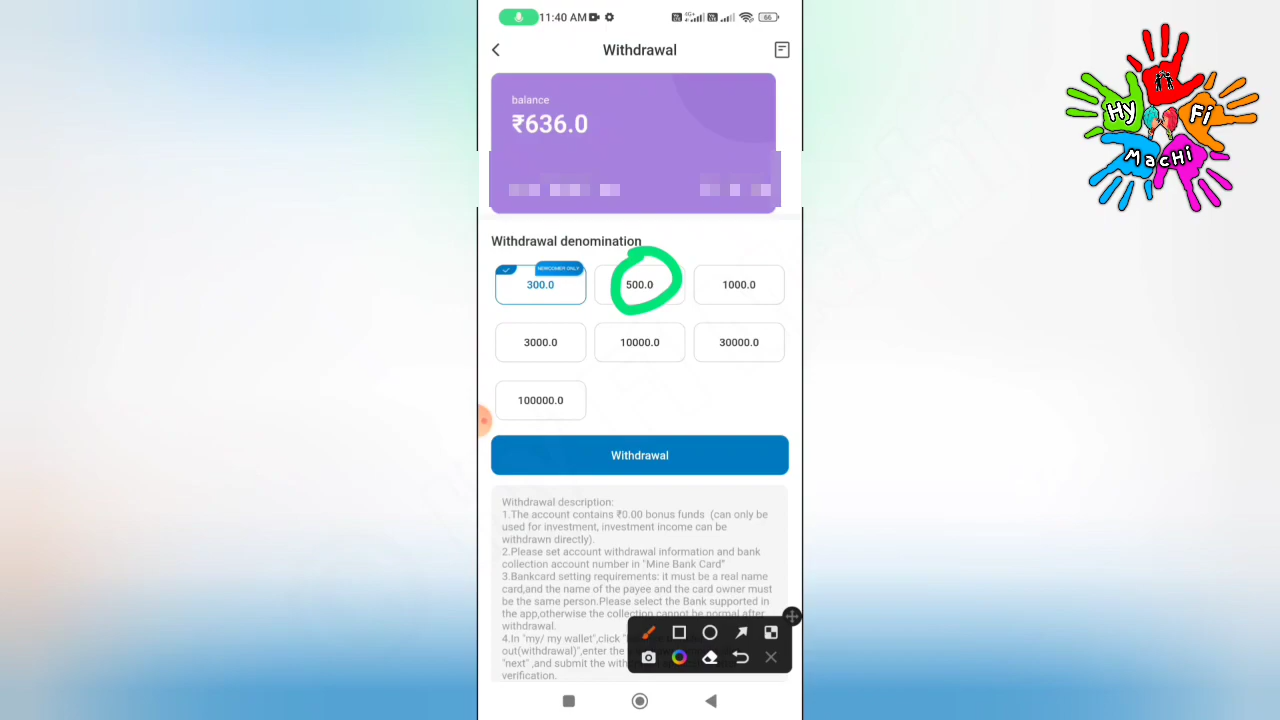 11:40 AM
66
Withdrawal
balance
₹636.0
Withdrawal denomination
NEWCOMER ONLY
300.0
500.0
1000.0
3000.0
10000.0
30000.0
100000.0
Withdrawal
Withdrawal description:
1.The account contains ₹0.00 bonus funds (can only be
used for investment, investment income can be
withdrawn directly).
2.Please set account withdrawal information and bank
collection account number in "Mine Bank Card"
3.Bankcard setting requirements: it must be a real name
card,and the name of the payee and the card owner must
be the same person.Please select the Bank supported in
the app,otherwise the collection cannot be normal after
withdrawal.
4.In "my/ my wallet",click "
out(withdrawal)",enter the
"next" ,and submit the
verification.
Hy Fi
MacHi